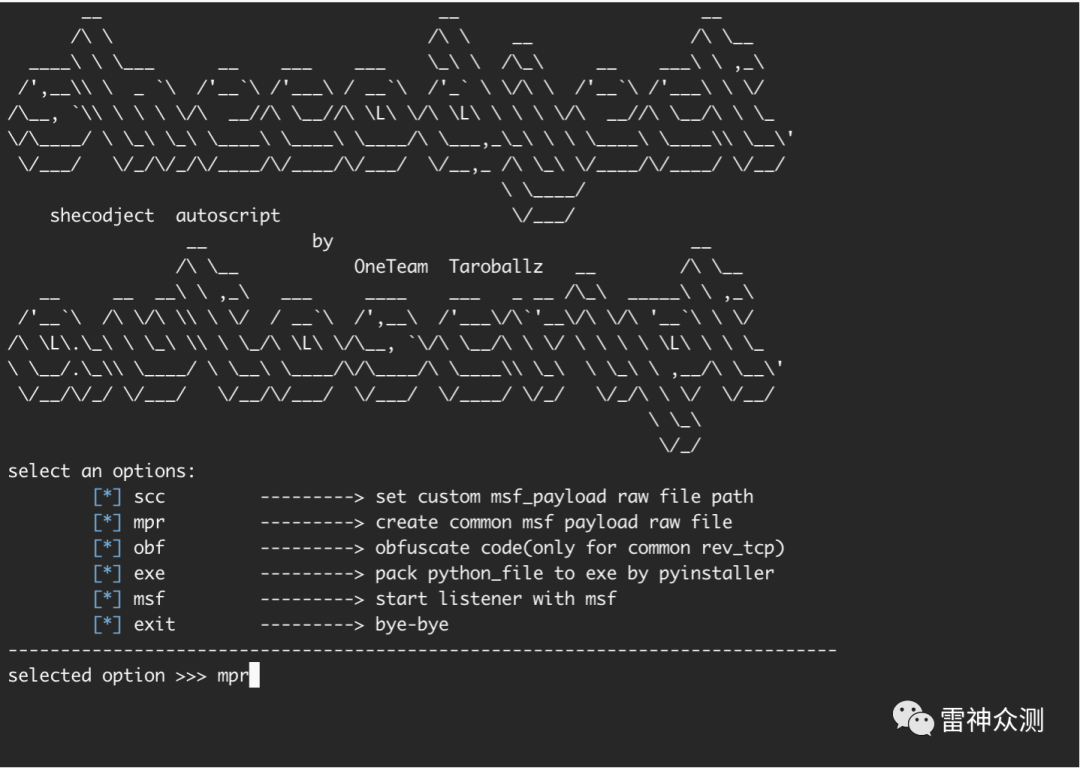 shecodject
shecodject autoscript
by
OneTeam Taroballz
autoscript
select an options:
[*] scc ---------> set custom msf_payload raw file path
[*] mpr ---------> create common msf payload raw file
[*] obf ---------> obfuscate code(only for common rev_tcp)
[*] exe ---------> pack python_file to exe by pyinstaller
[*] msf ---------> start listener with msf
[*] exit ---------> bye-bye
-------------------------------------------------------------------------------
selected option >>> mpr
雷神众测